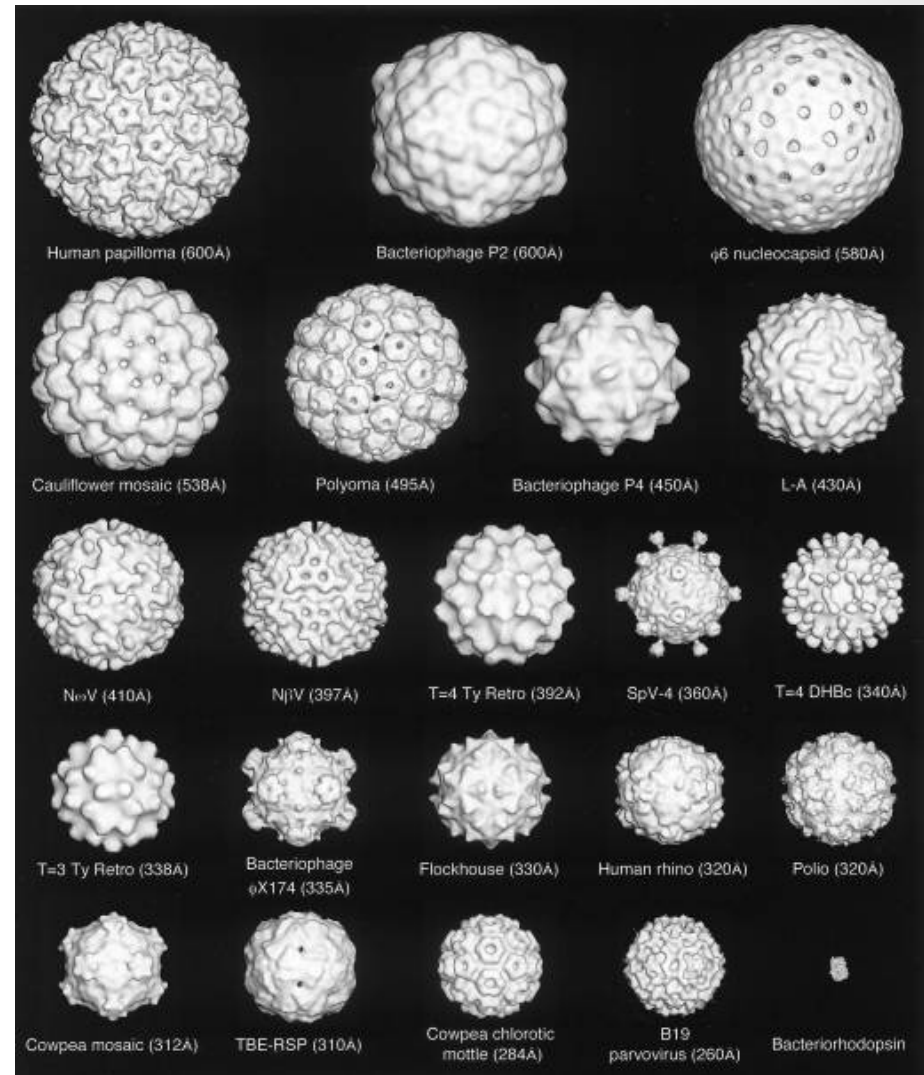 Human papilloma (600Å)
Bacteriophage P2 (600Å)
φ6 nucleocapsid (580Å)
Cauliflower mosaic (538Å)
Polyoma (495Å)
Bacteriophage P4 (450Å)
L-A (430Å)
NωV (410Å)
NβV (397Å)
T=4 Ty Retro (392Å)
SpV-4 (360Å)
T=4 DHBc (340Å)
T=3 Ty Retro (338Å)
Bacteriophage
φX174 (335Å)
Flockhouse (330Å)
Human rhino (320Å)
Polio (320Å)
Cowpea mosaic (312Å)
TBE-RSP (310Å)
Cowpea chlorotic
mottle (284Å)
B19
parvovirus (260Å)
Bacteriorhodopsin